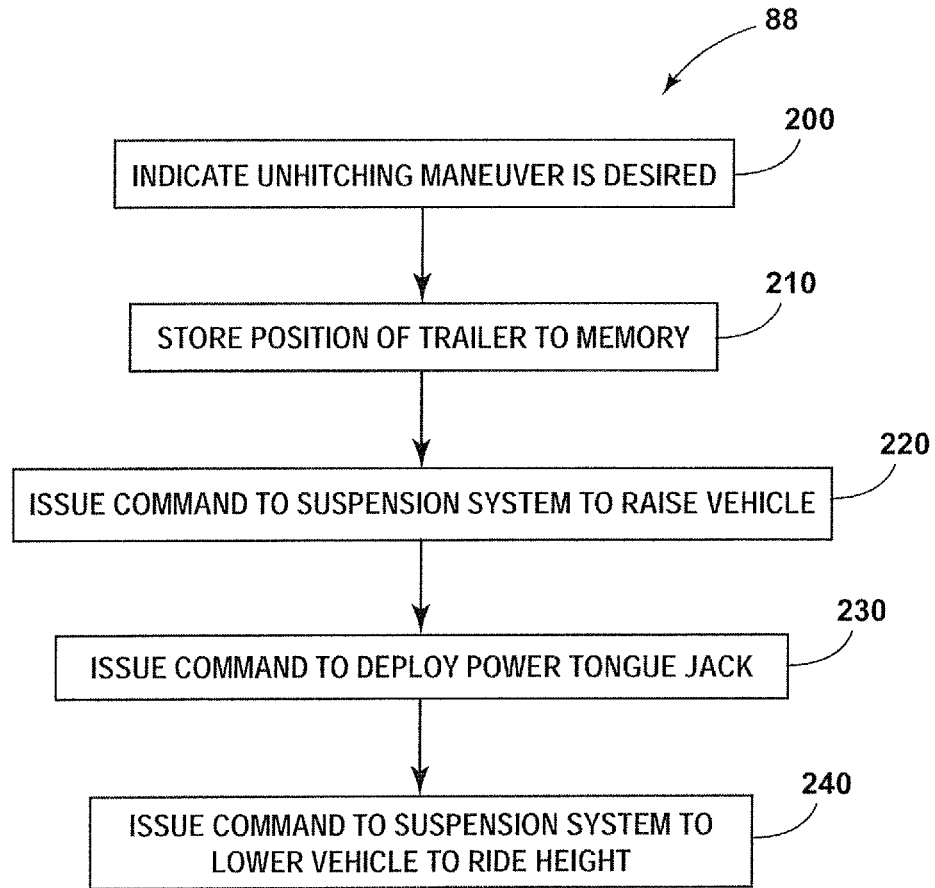 88
200
INDICATE UNHITCHING MANEUVER IS DESIRED
210
STORE POSITION OF TRAILER TO MEMORY
220
ISSUE COMMAND TO SUSPENSION SYSTEM TO RAISE VEHICLE
230
ISSUE COMMAND TO DEPLOY POWER TONGUE JACK
240
ISSUE COMMAND TO SUSPENSION SYSTEM TO
LOWER VEHICLE TO RIDE HEIGHT